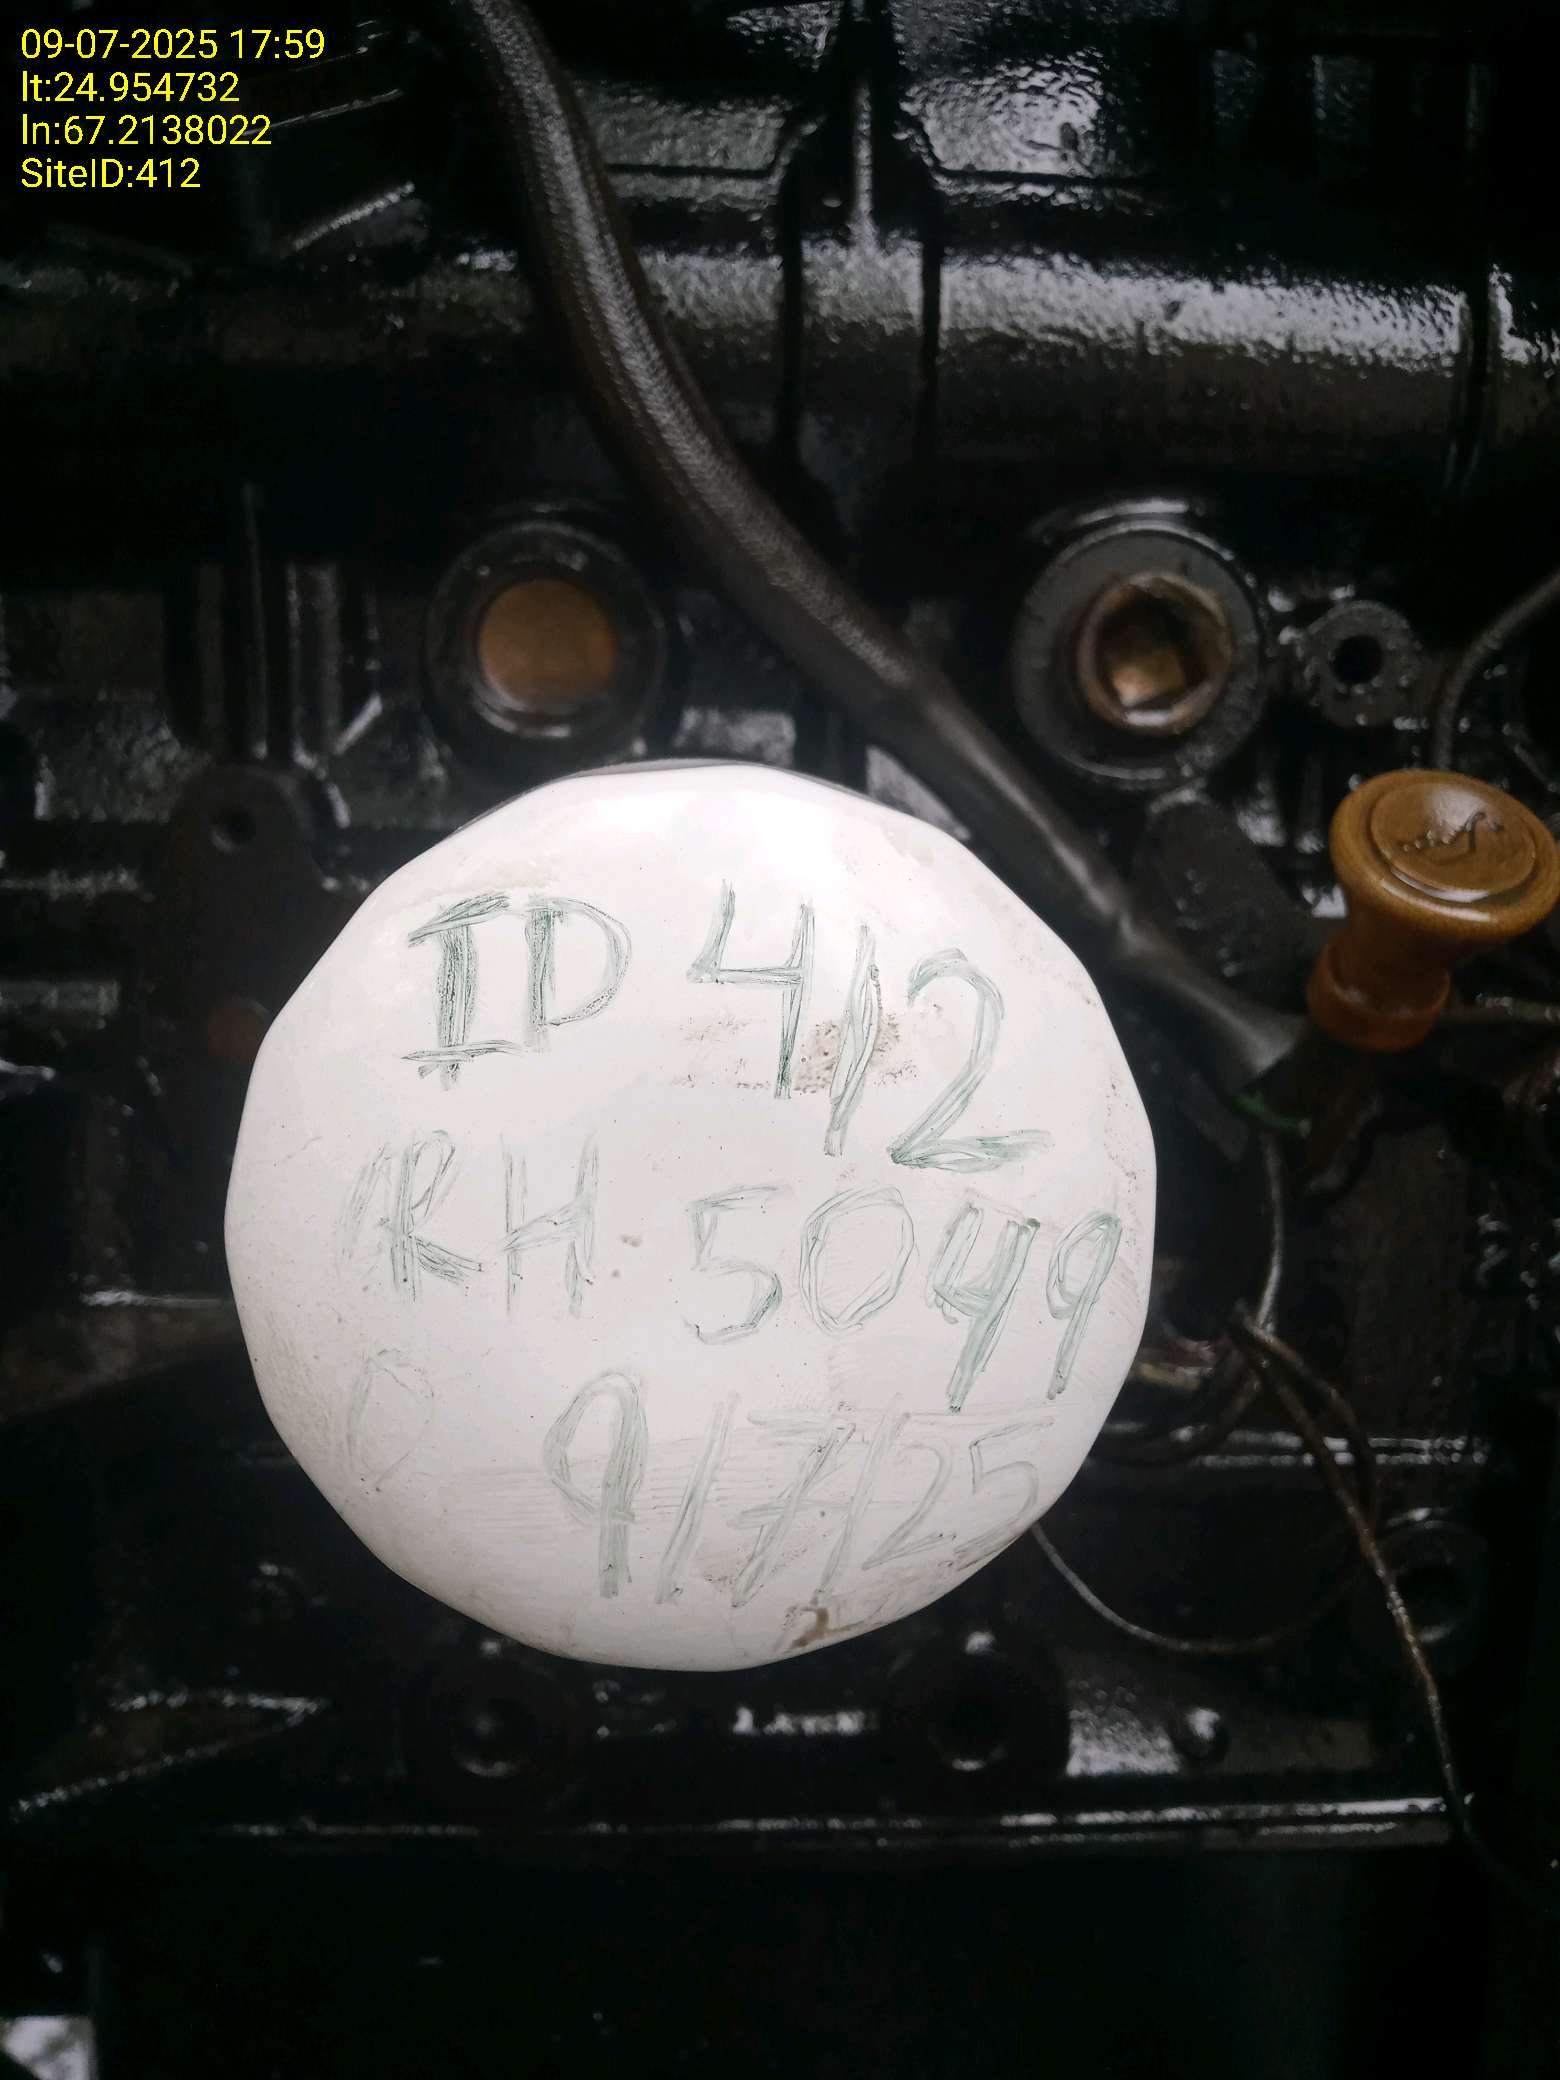 09-07-2025 17:59
lt:24.954732
ln:67.2138022
SiteID:412
ID 412
RH 5049
D 9/7/25